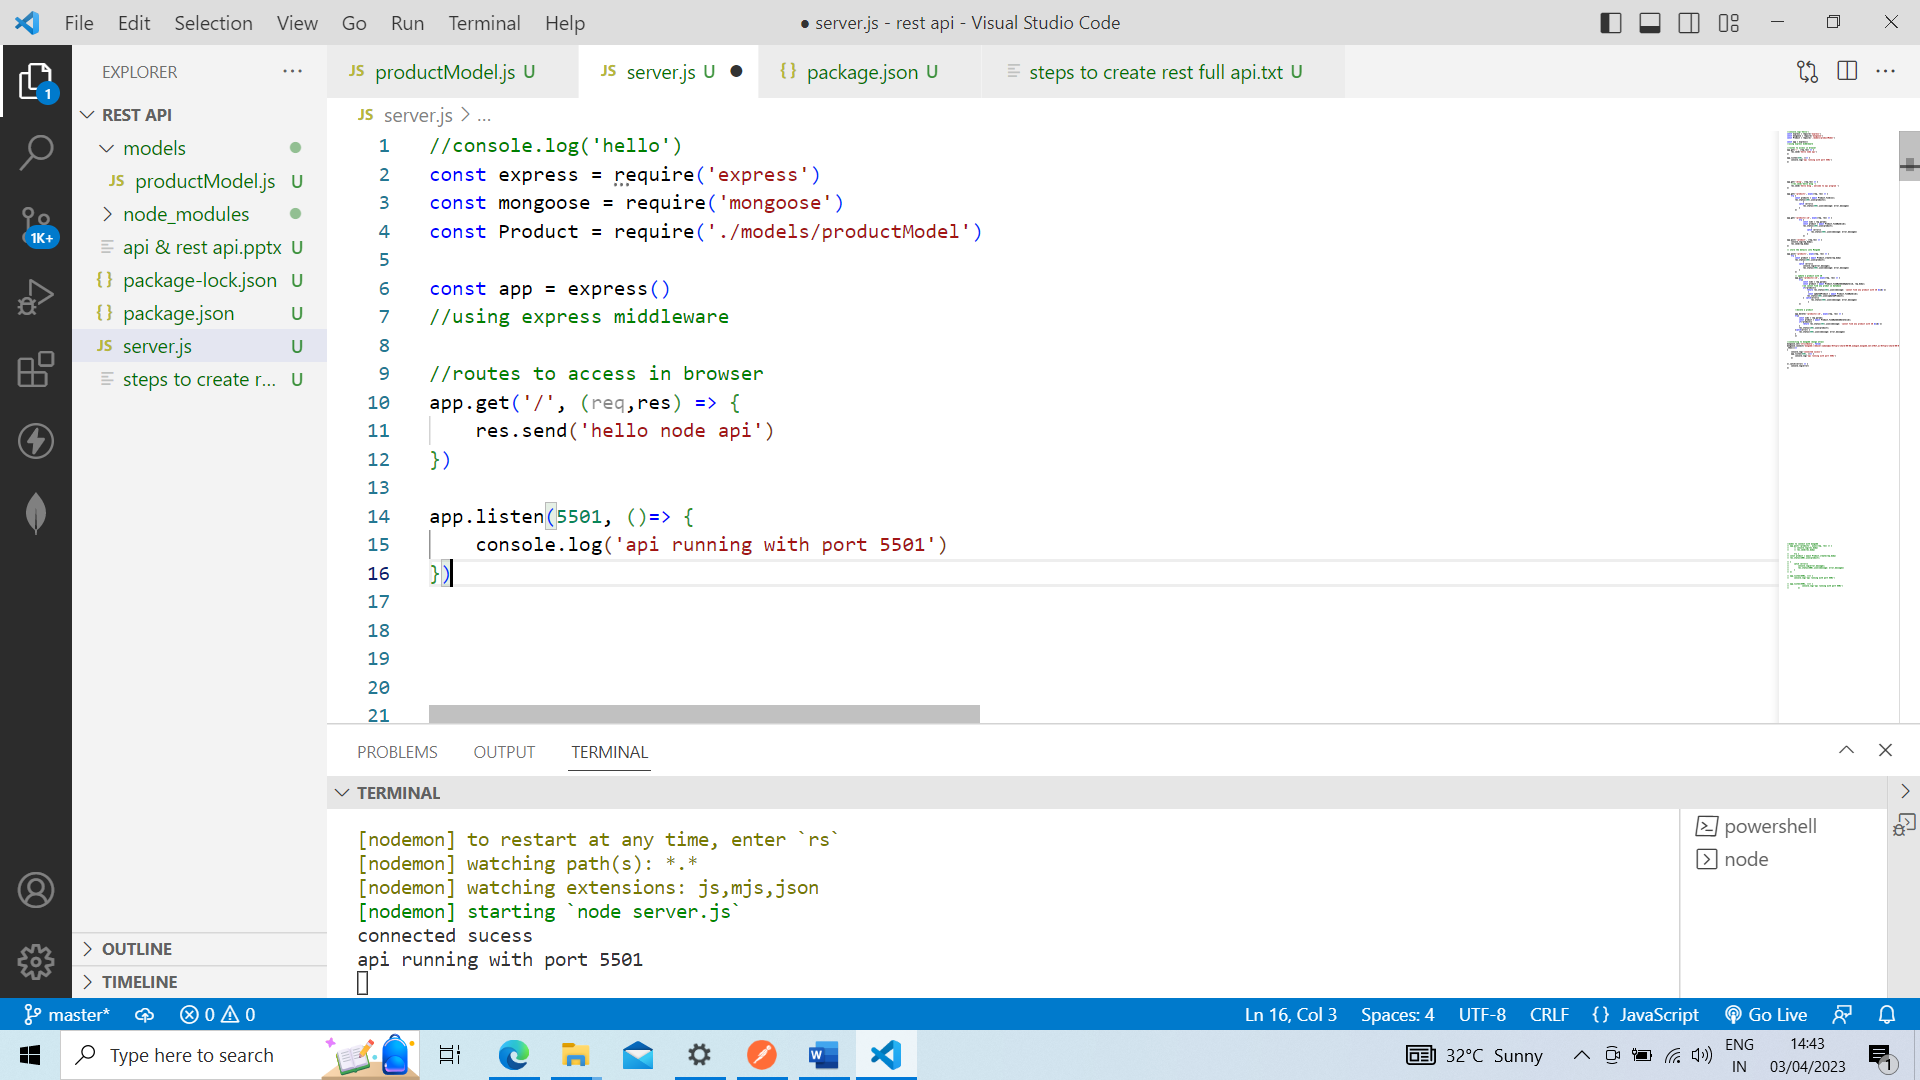 File Edit Selection View Go Run Terminal Help
● server.js - rest api - Visual Studio Code
EXPLORER
1
1K+
REST API
models
JS productModel.js U
node_modules
api & rest api.pptx U
{} package-lock.json U
{} package.json U
JS server.js U
steps to create r... U
OUTLINE
TIMELINE
JS productModel.js U
JS server.js U
{} package.json U
steps to create rest full api.txt U
JS server.js > ...
1 //console.log('hello')
2 const express = require('express')
3 const mongoose = require('mongoose')
4 const Product = require('./models/productModel')
5
6 const app = express()
7 //using express middleware
8
9 //routes to access in browser
10 app.get('/', (req,res) => {
11 res.send('hello node api')
12 })
13
14 app.listen(5501, ()=> {
15 console.log('api running with port 5501')
16 })
17
18
19
20
21
PROBLEMS OUTPUT TERMINAL
TERMINAL
[nodemon] to restart at any time, enter `rs`
[nodemon] watching path(s): *.*
[nodemon] watching extensions: js,mjs,json
[nodemon] starting `node server.js`
connected sucess
api running with port 5501
powershell
node
master* 0 0
Ln 16, Col 3 Spaces: 4 UTF-8 CRLF {} JavaScript Go Live
Type here to search
32°C Sunny
ENG
IN
14:43
03/04/2023
1